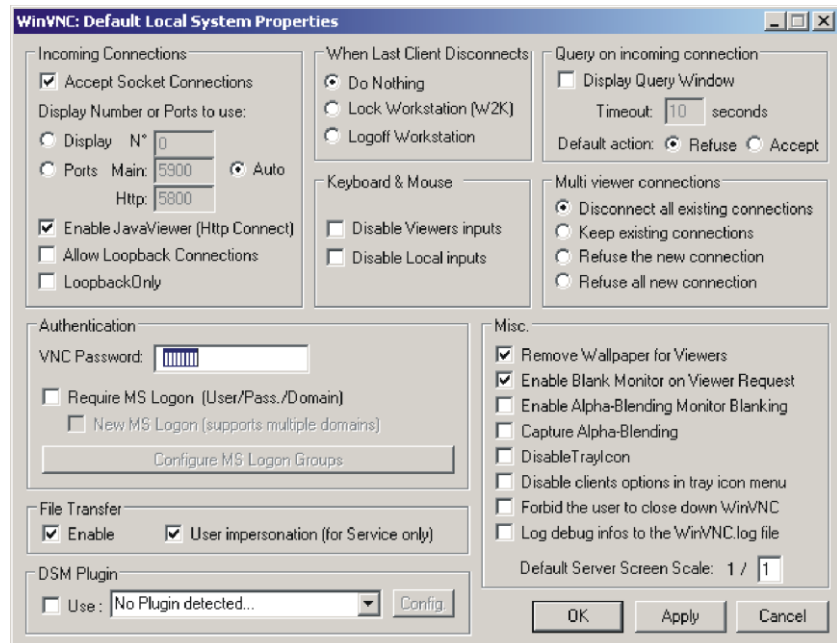 WinVNC: Default Local System Properties
Incoming Connections
Accept Socket Connections
Display Number or Ports to use:
Display N° 0
Ports Main: 5900 Auto
Http: 5800
Enable JavaViewer (Http Connect)
Allow Loopback Connections
LoopbackOnly
When Last Client Disconnects
Do Nothing
Lock Workstation (W2K)
Logoff Workstation
Keyboard & Mouse
Disable Viewers inputs
Disable Local inputs
Query on incoming connection
Display Query Window
Timeout: 10 seconds
Default action: Refuse Accept
Multi viewer connections
Disconnect all existing connections
Keep existing connections
Refuse the new connection
Refuse all new connection
Authentication
VNC Password:
Require MS Logon (User/Pass./Domain)
New MS Logon (supports multiple domains)
Configure MS Logon Groups
File Transfer
Enable User impersonation (for Service only)
DSM Plugin
Use : No Plugin detected... Config.
Misc.
Remove Wallpaper for Viewers
Enable Blank Monitor on Viewer Request
Enable Alpha-Blending Monitor Blanking
Capture Alpha-Blending
DisableTrayIcon
Disable clients options in tray icon menu
Forbid the user to close down WinVNC
Log debug infos to the WinVNC.log file
Default Server Screen Scale: 1 / 1
OK Apply Cancel